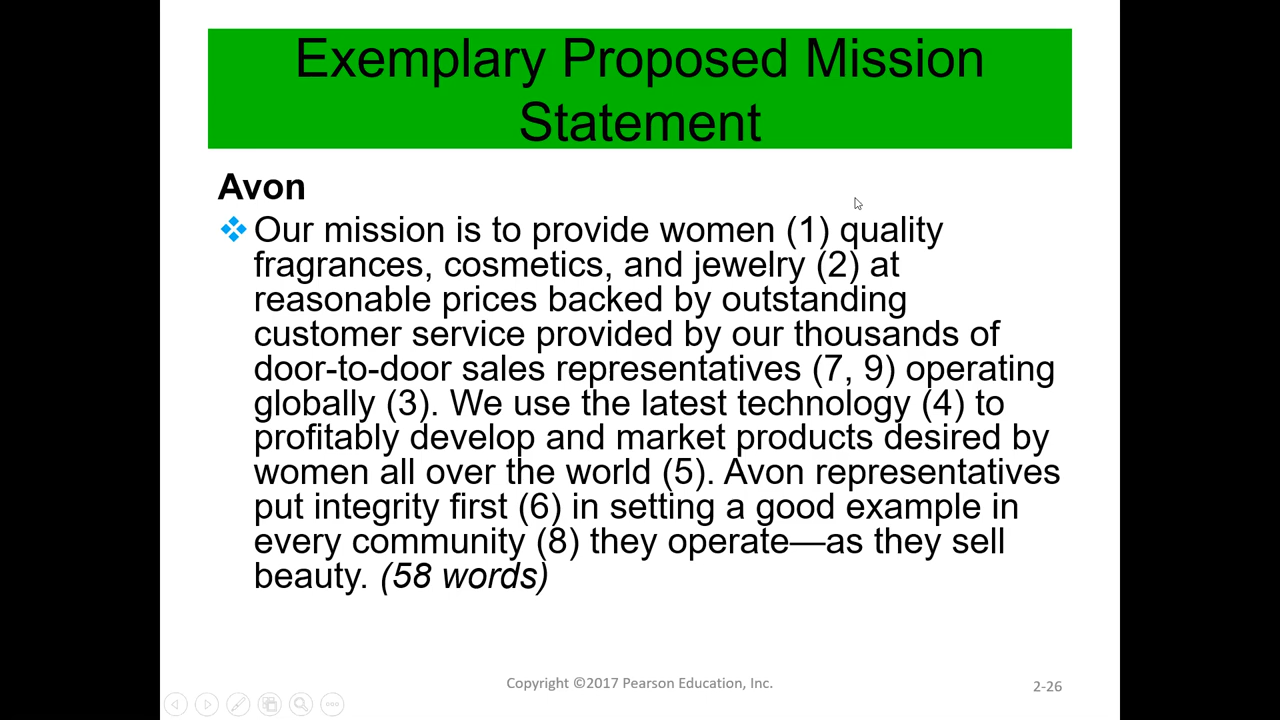 Exemplary Proposed Mission
Statement
Avon
Our mission is to provide women (1) quality
fragrances, cosmetics, and jewelry (2) at
reasonable prices backed by outstanding
customer service provided by our thousands of
door-to-door sales representatives (7, 9) operating
globally (3). We use the latest technology (4) to
profitably develop and market products desired by
women all over the world (5). Avon representatives
put integrity first (6) in setting a good example in
every community (8) they operate—as they sell
beauty. (58 words)
Copyright ©2017 Pearson Education, Inc.
2-26